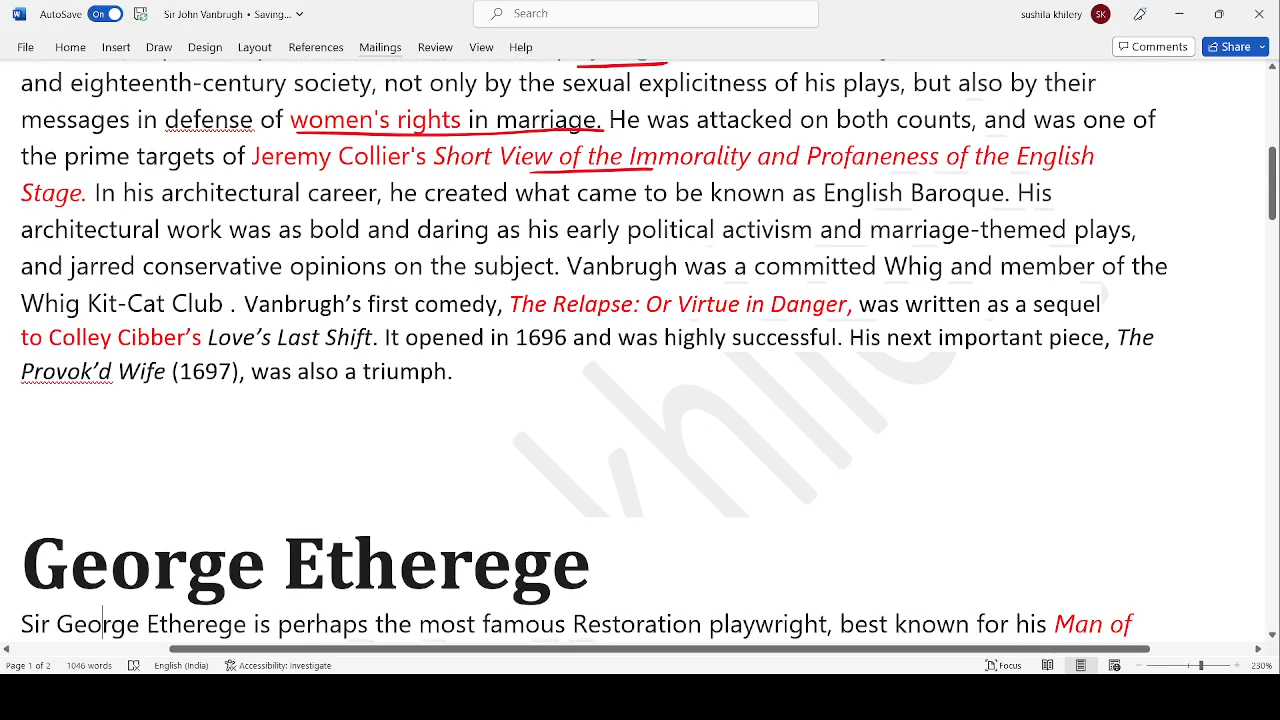 AutoSave On Sir John Vanbrugh • Saving... Search sushila khilery SK
File Home Insert Draw Design Layout References Mailings Review View Help Comments Share
and eighteenth-century society, not only by the sexual explicitness of his plays, but also by their
messages in defense of women's rights in marriage. He was attacked on both counts, and was one of
the prime targets of Jeremy Collier's Short View of the Immorality and Profaneness of the English
Stage. In his architectural career, he created what came to be known as English Baroque. His
architectural work was as bold and daring as his early political activism and marriage-themed plays,
and jarred conservative opinions on the subject. Vanbrugh was a committed Whig and member of the
Whig Kit-Cat Club . Vanbrugh’s first comedy, The Relapse: Or Virtue in Danger, was written as a sequel
to Colley Cibber’s Love’s Last Shift. It opened in 1696 and was highly successful. His next important piece, The
Provok’d Wife (1697), was also a triumph.
George Etherege
Sir George Etherege is perhaps the most famous Restoration playwright, best known for his Man of
Page 1 of 2 1046 words English (India) Accessibility: Investigate Focus 230%